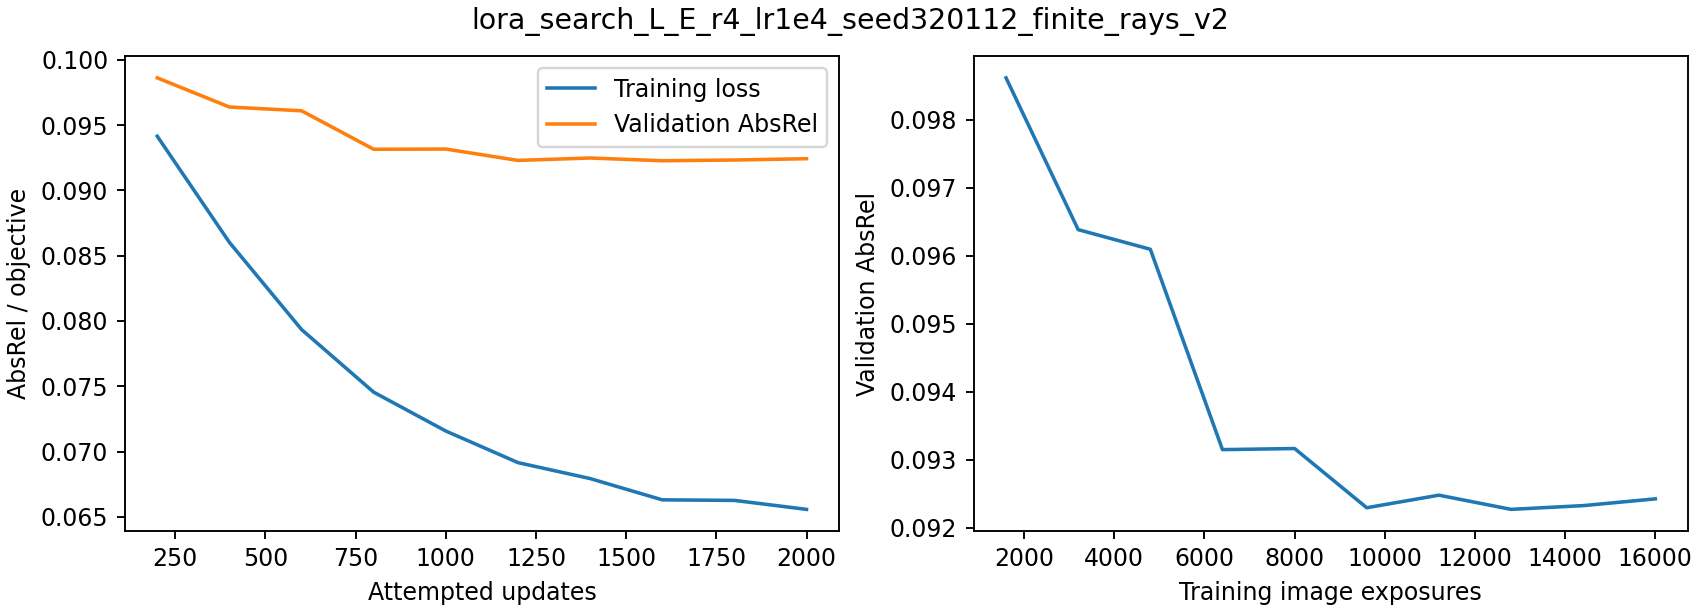 lora_search_L_E_r4_lr1e4_seed320112_finite_rays_v2
AbsRel / objective
0.100
0.095
0.090
0.085
0.080
0.075
0.070
0.065
Training loss
Validation AbsRel
250 500 750 1000 1250 1500 1750 2000
Attempted updates
Validation AbsRel
0.098
0.097
0.096
0.095
0.094
0.093
0.092
2000 4000 6000 8000 10000 12000 14000 16000
Training image exposures